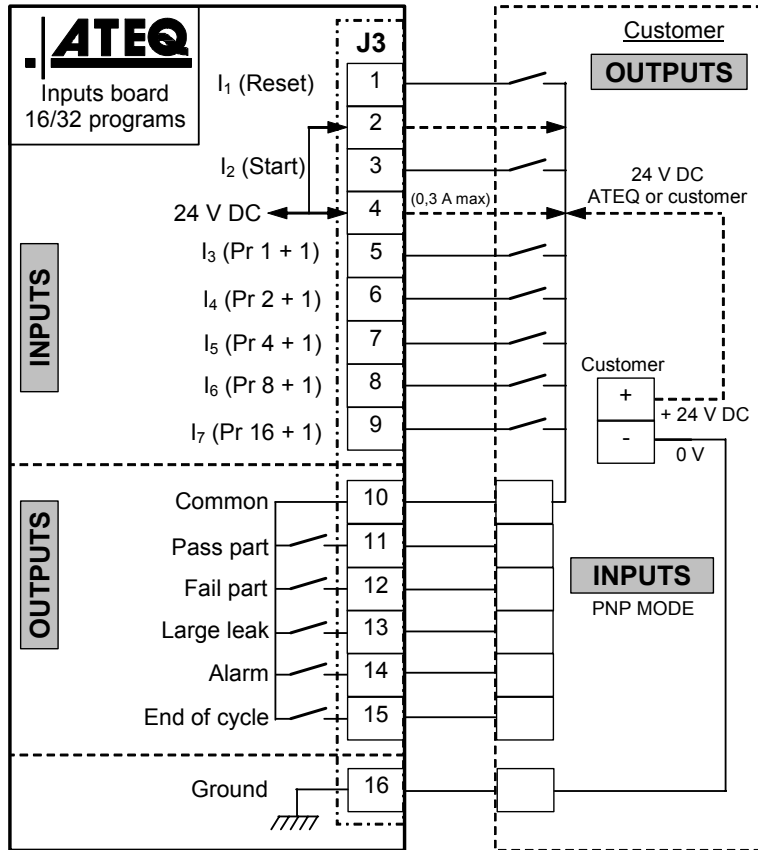 ATEQ
Inputs board
16/32 programs
J3
Customer
OUTPUTS
I1 (Reset)
1
2
I2 (Start)
3
24 V DC
4
(0,3 A max)
24 V DC
ATEQ or customer
I3 (Pr 1 + 1)
5
I4 (Pr 2 + 1)
6
I5 (Pr 4 + 1)
7
I6 (Pr 8 + 1)
8
I7 (Pr 16 + 1)
9
INPUTS
Customer
+
+ 24 V DC
-
0 V
OUTPUTS
Common
10
Pass part
11
Fail part
12
Large leak
13
Alarm
14
End of cycle
15
INPUTS
PNP MODE
Ground
16